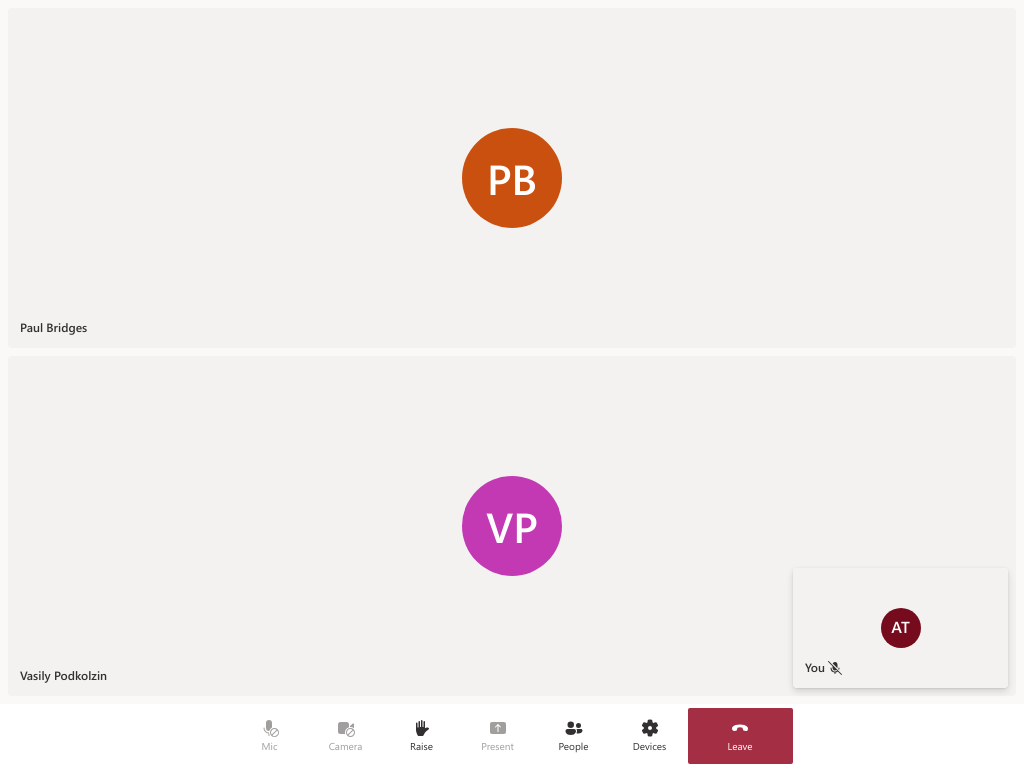 PB
Paul Bridges
VP
AT
You
Vasily Podkolzin
Mic
Camera
Raise
Present
People
Devices
Leave